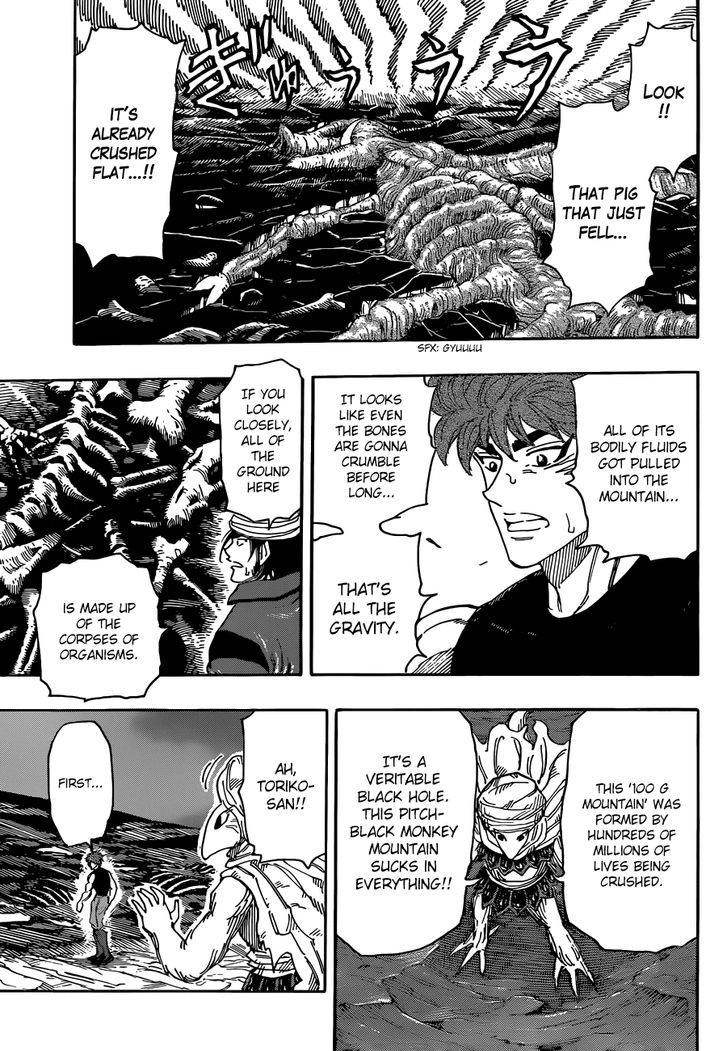 LOOK
!!
THAT PIG
THAT JUST
FELL...
ぎゅうううう
IT'S
ALREADY
CRUSHED
FLAT...!!
SFX: GYUUUU
ALL OF ITS
BODILY FLUIDS
GOT PULLED
INTO THE
MOUNTAIN...
IT LOOKS
LIKE EVEN
THE BONES
ARE GONNA
CRUMBLE
BEFORE
LONG...
THAT'S
ALL THE
GRAVITY.
IF YOU
LOOK
CLOSELY,
ALL OF
THE
GROUND
HERE
IS MADE UP
OF THE
CORPSES OF
ORGANISMS.
THIS '100 G
MOUNTAIN' WAS
FORMED BY
HUNDREDS OF
MILLIONS OF
LIVES BEING
CRUSHED.
IT'S A
VERITABLE
BLACK HOLE.
THIS PITCH-
BLACK MONKEY
MOUNTAIN
SUCKS IN
EVERYTHING!!
AH,
TORIKO-
SAN!!
FIRST...